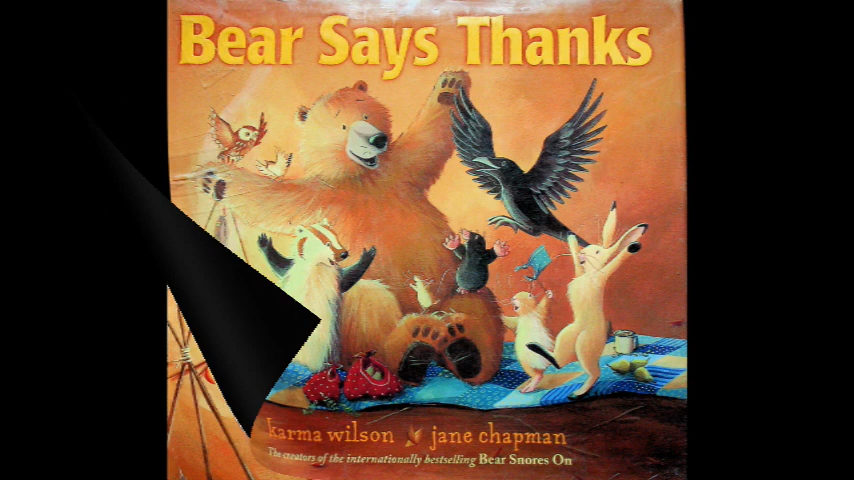 Bear Says Thanks
karma wilson jane chapman
The creators of the internationally bestselling Bear Snores On